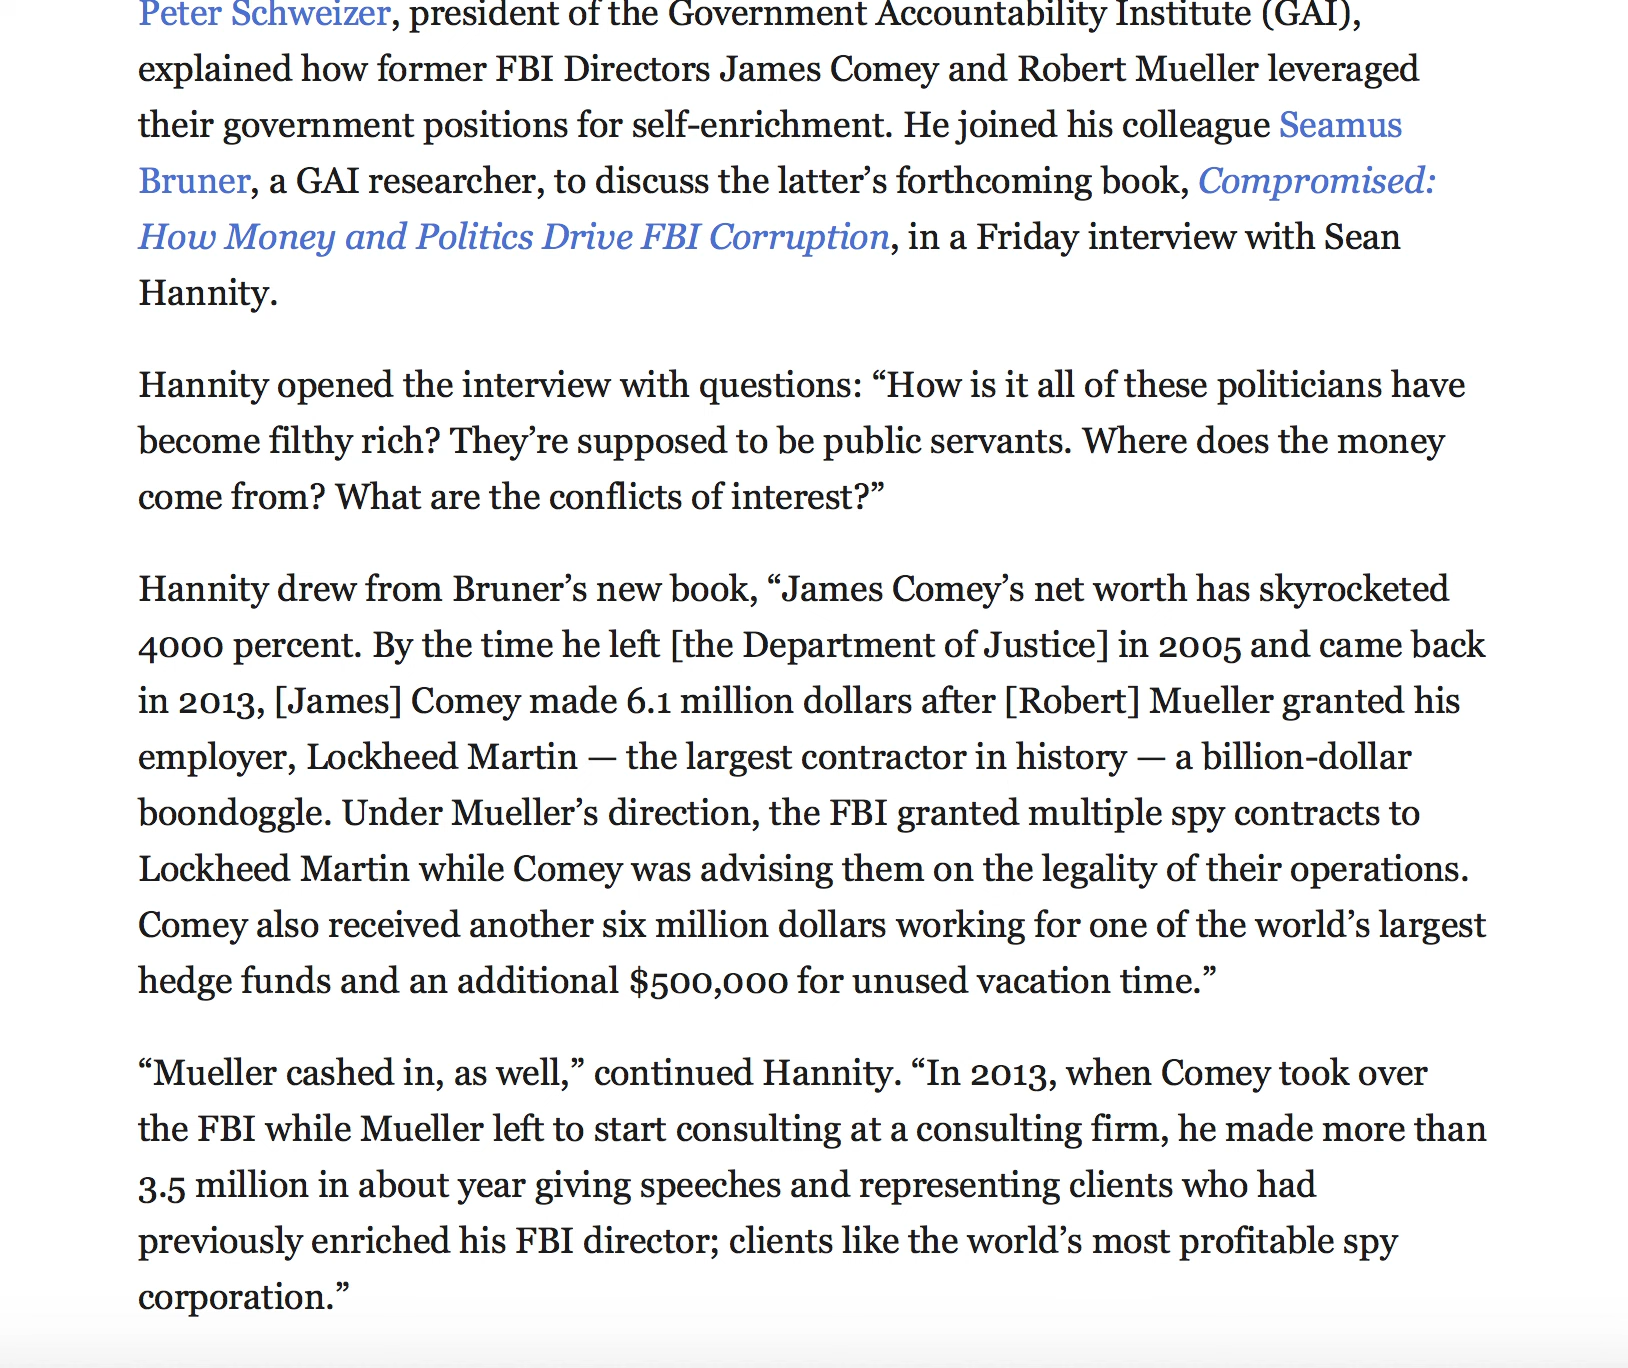 Peter Schweizer, president of the Government Accountability Institute (GAI),
explained how former FBI Directors James Comey and Robert Mueller leveraged
their government positions for self-enrichment. He joined his colleague Seamus
Bruner, a GAI researcher, to discuss the latter’s forthcoming book, Compromised:
How Money and Politics Drive FBI Corruption, in a Friday interview with Sean
Hannity.
Hannity opened the interview with questions: “How is it all of these politicians have
become filthy rich? They’re supposed to be public servants. Where does the money
come from? What are the conflicts of interest?”
Hannity drew from Bruner’s new book, “James Comey’s net worth has skyrocketed
4000 percent. By the time he left [the Department of Justice] in 2005 and came back
in 2013, [James] Comey made 6.1 million dollars after [Robert] Mueller granted his
employer, Lockheed Martin — the largest contractor in history — a billion-dollar
boondoggle. Under Mueller’s direction, the FBI granted multiple spy contracts to
Lockheed Martin while Comey was advising them on the legality of their operations.
Comey also received another six million dollars working for one of the world’s largest
hedge funds and an additional $500,000 for unused vacation time.”
“Mueller cashed in, as well,” continued Hannity. “In 2013, when Comey took over
the FBI while Mueller left to start consulting at a consulting firm, he made more than
3.5 million in about year giving speeches and representing clients who had
previously enriched his FBI director; clients like the world’s most profitable spy
corporation.”